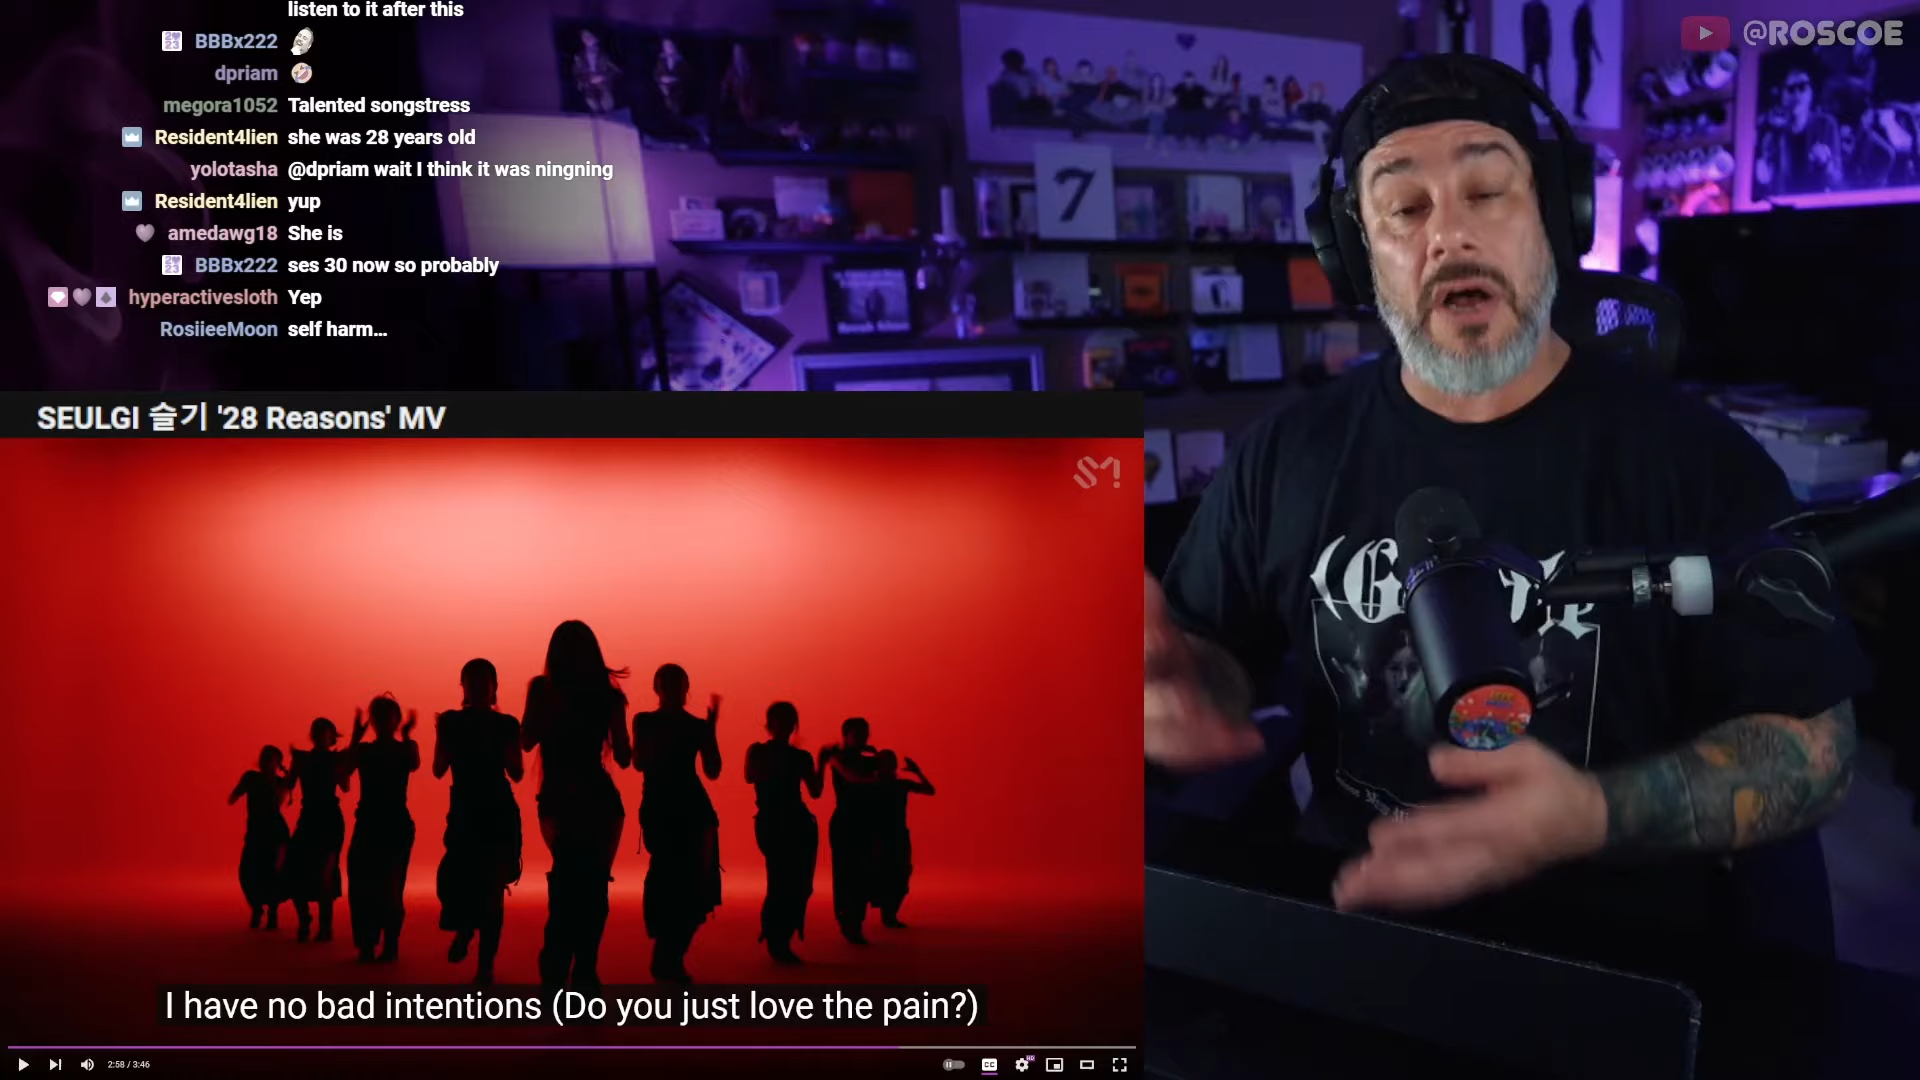 listen to it after this
@ROSCOE
BBBx222
dpriam
megora1052 Talented songstress
Resident4lien she was 28 years old
yolotasha @dpriam wait I think it was ningning
Resident4lien yup
amedawg18 She is
BBBx222 ses 30 now so probably
hyperactivesloth Yep
RosiieeMoon self harm...
7
SEULGI 슬기 '28 Reasons' MV
SM!
I have no bad intentions (Do you just love the pain?)
2:58 / 3:46
CC
HD